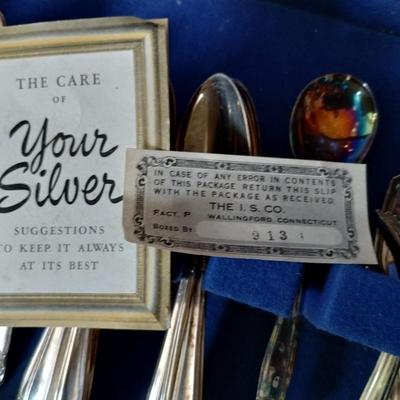 THE CARE
OF
Your
Silver
SUGGESTIONS
TO KEEP IT ALWAYS
AT ITS BEST
IN CASE OF ANY ERROR IN CONTENTS
OF THIS PACKAGE RETURN THIS SLIP
WITH THE PACKAGE AS RECEIVED.
THE I. S. CO.
FACT. P WALLINGFORD, CONNECTICUT
BOXED BY 913